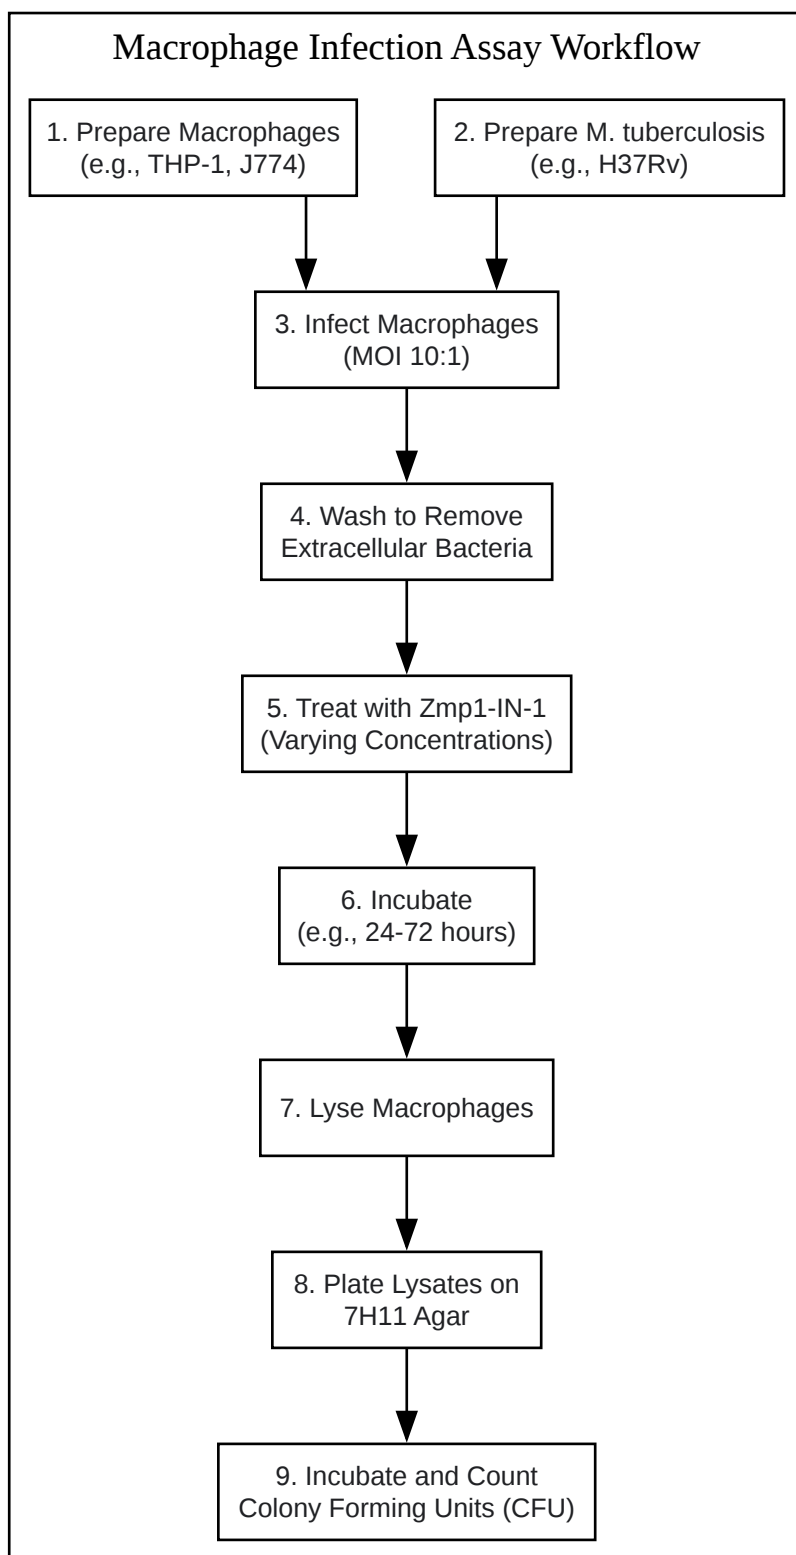 Macrophage Infection Assay Workflow
1. Prepare Macrophages
(e.g., THP-1, J774)
2. Prepare M. tuberculosis
(e.g., H37Rv)
3. Infect Macrophages
(MOI 10:1)
4. Wash to Remove
Extracellular Bacteria
5. Treat with Zmp1-IN-1
(Varying Concentrations)
6. Incubate
(e.g., 24-72 hours)
7. Lyse Macrophages
8. Plate Lysates on
7H11 Agar
9. Incubate and Count
Colony Forming Units (CFU)